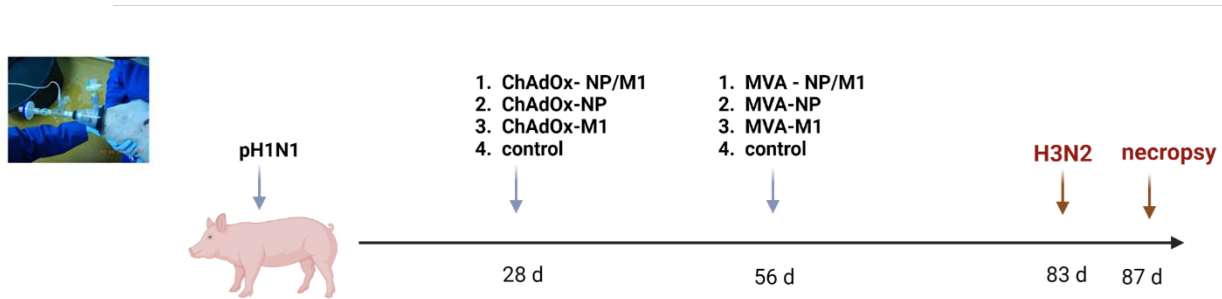 pH1N1
1. ChAdOx- NP/M1
2. ChAdOx-NP
3. ChAdOx-M1
4. control
1. MVA - NP/M1
2. MVA-NP
3. MVA-M1
4. control
H3N2
necropsy
28 d
56 d
83 d
87 d